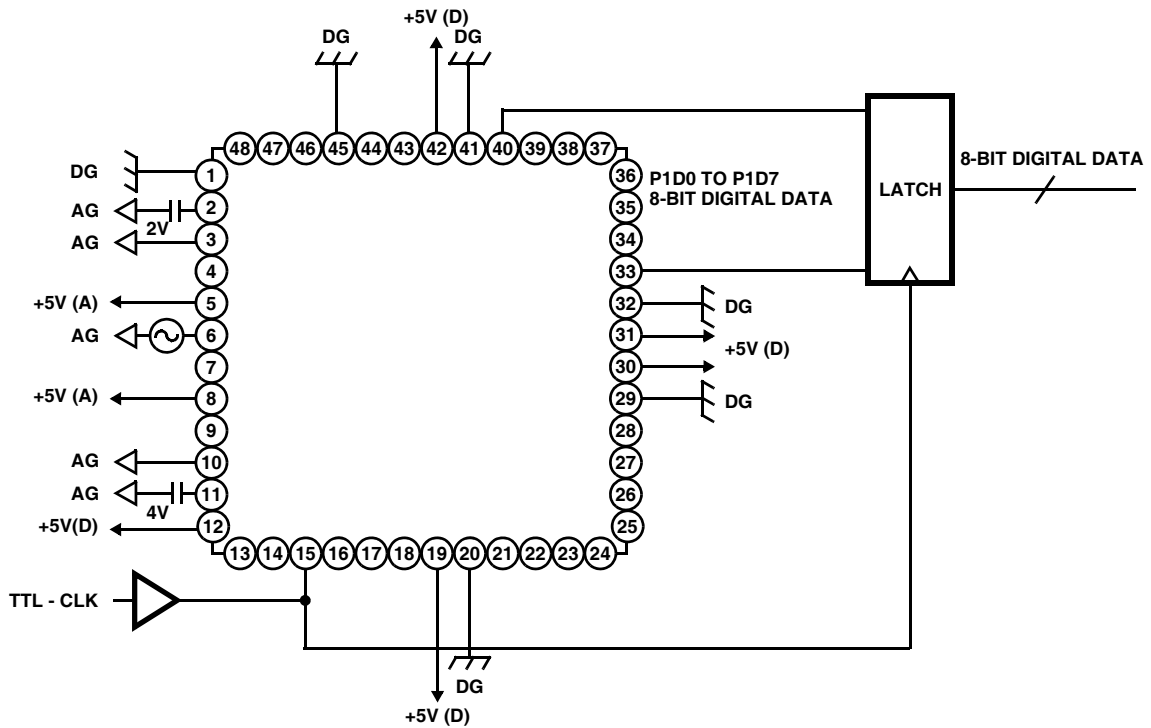 +5V (D)
DG
DG
48 47 46 45 44 43 42 41 40 39 38 37
DG
1
AG
2
2V
AG
3
4
+5V (A)
5
AG
6
7
+5V (A)
8
9
AG
10
AG
11
4V
+5V(D)
12
36
P1D0 TO P1D7
8-BIT DIGITAL DATA
35
34
33
32
DG
31
+5V (D)
30
29
DG
28
27
26
25
LATCH
8-BIT DIGITAL DATA
13 14 15 16 17 18 19 20 21 22 23 24
TTL - CLK
DG
+5V (D)